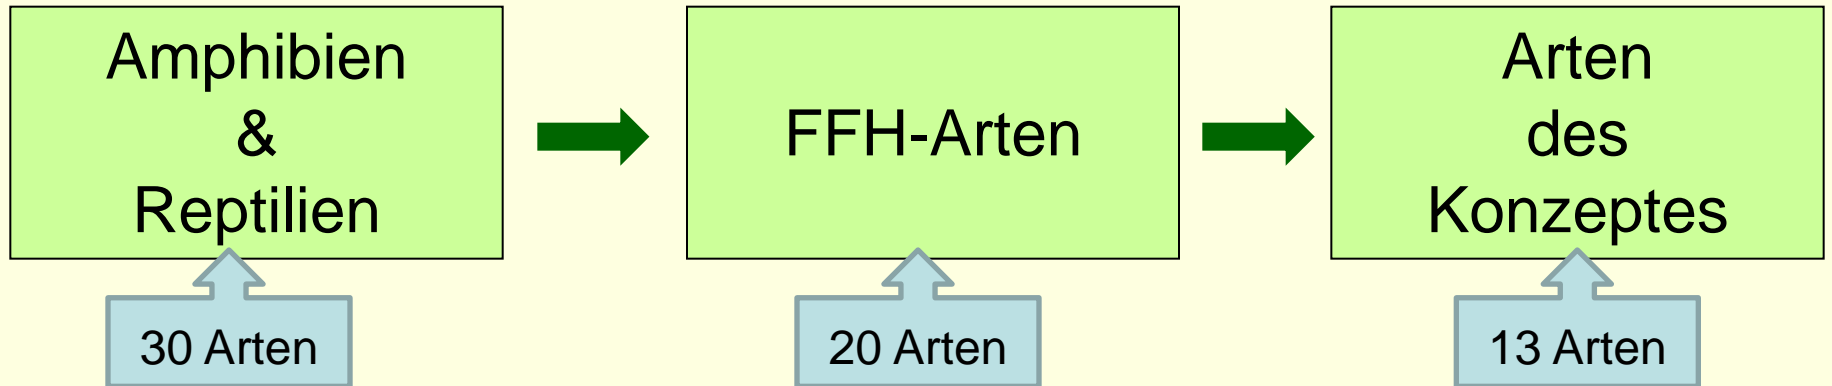 Amphibien
&
Reptilien
30 Arten
FFH-Arten
20 Arten
Arten
des
Konzeptes
13 Arten